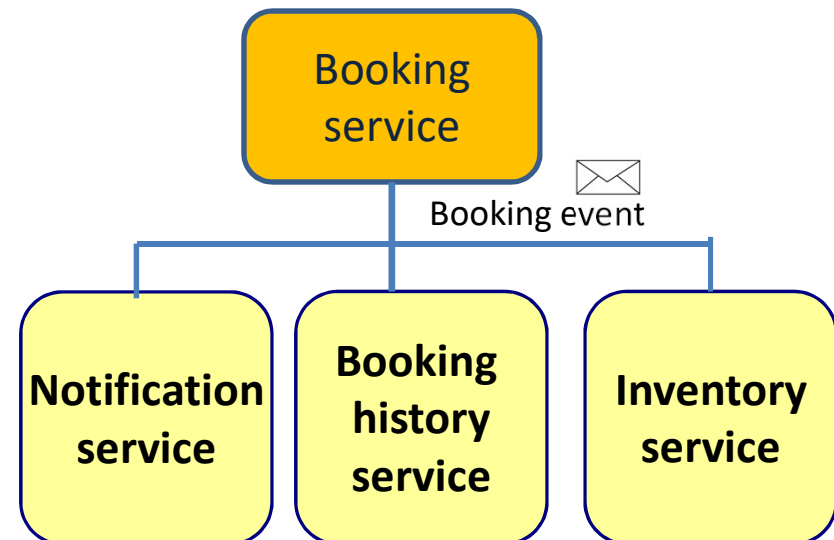 Booking
service
Booking event
Notification
service
Booking
history
service
Inventory
service